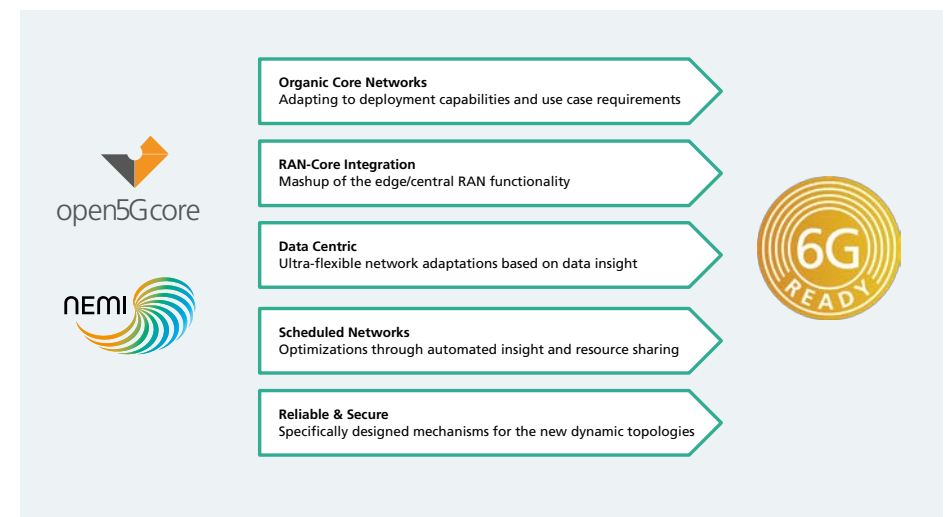 open5Gcore
nemi
Organic Core Networks
Adapting to deployment capabilities and use case requirements
RAN-Core Integration
Mashup of the edge/central RAN functionality
Data Centric
Ultra-flexible network adaptations based on data insight
Scheduled Networks
Optimizations through automated insight and resource sharing
Reliable & Secure
Specifically designed mechanisms for the new dynamic topologies
6G
READY